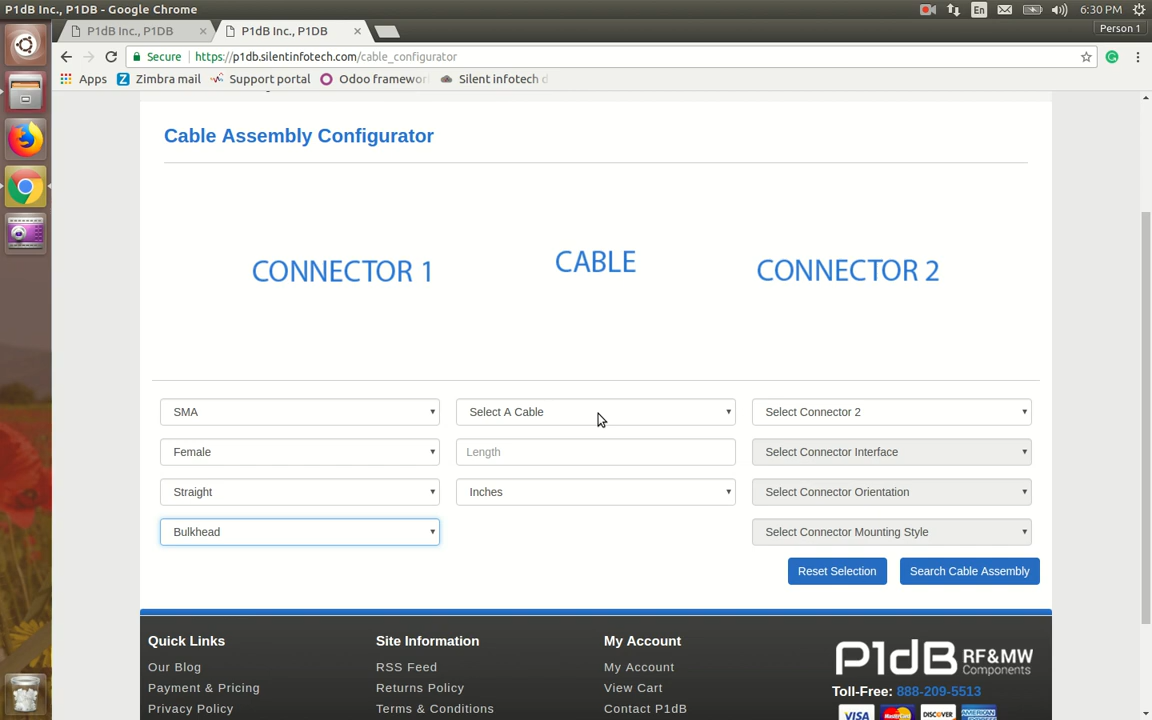 P1dB Inc., P1DB - Google Chrome
En
6:30 PM
P1dB Inc., P1DB
P1dB Inc., P1DB
Person 1
Secure
https://p1db.silentinfotech.com/cable_configurator
Apps
Zimbra mail
Support portal
Odoo framewor
Silent infotech d
Cable Assembly Configurator
CONNECTOR 1
CABLE
CONNECTOR 2
SMA
Select A Cable
Select Connector 2
Female
Length
Select Connector Interface
Straight
Inches
Select Connector Orientation
Bulkhead
Select Connector Mounting Style
Reset Selection
Search Cable Assembly
Quick Links
Site Information
My Account
P1dB RF&MW Components
Our Blog
RSS Feed
My Account
Payment & Pricing
Returns Policy
View Cart
Toll-Free: 888-209-5513
Privacy Policy
Terms & Conditions
Contact P1dB
VISA
MasterCard
DISCOVER
AMERICAN